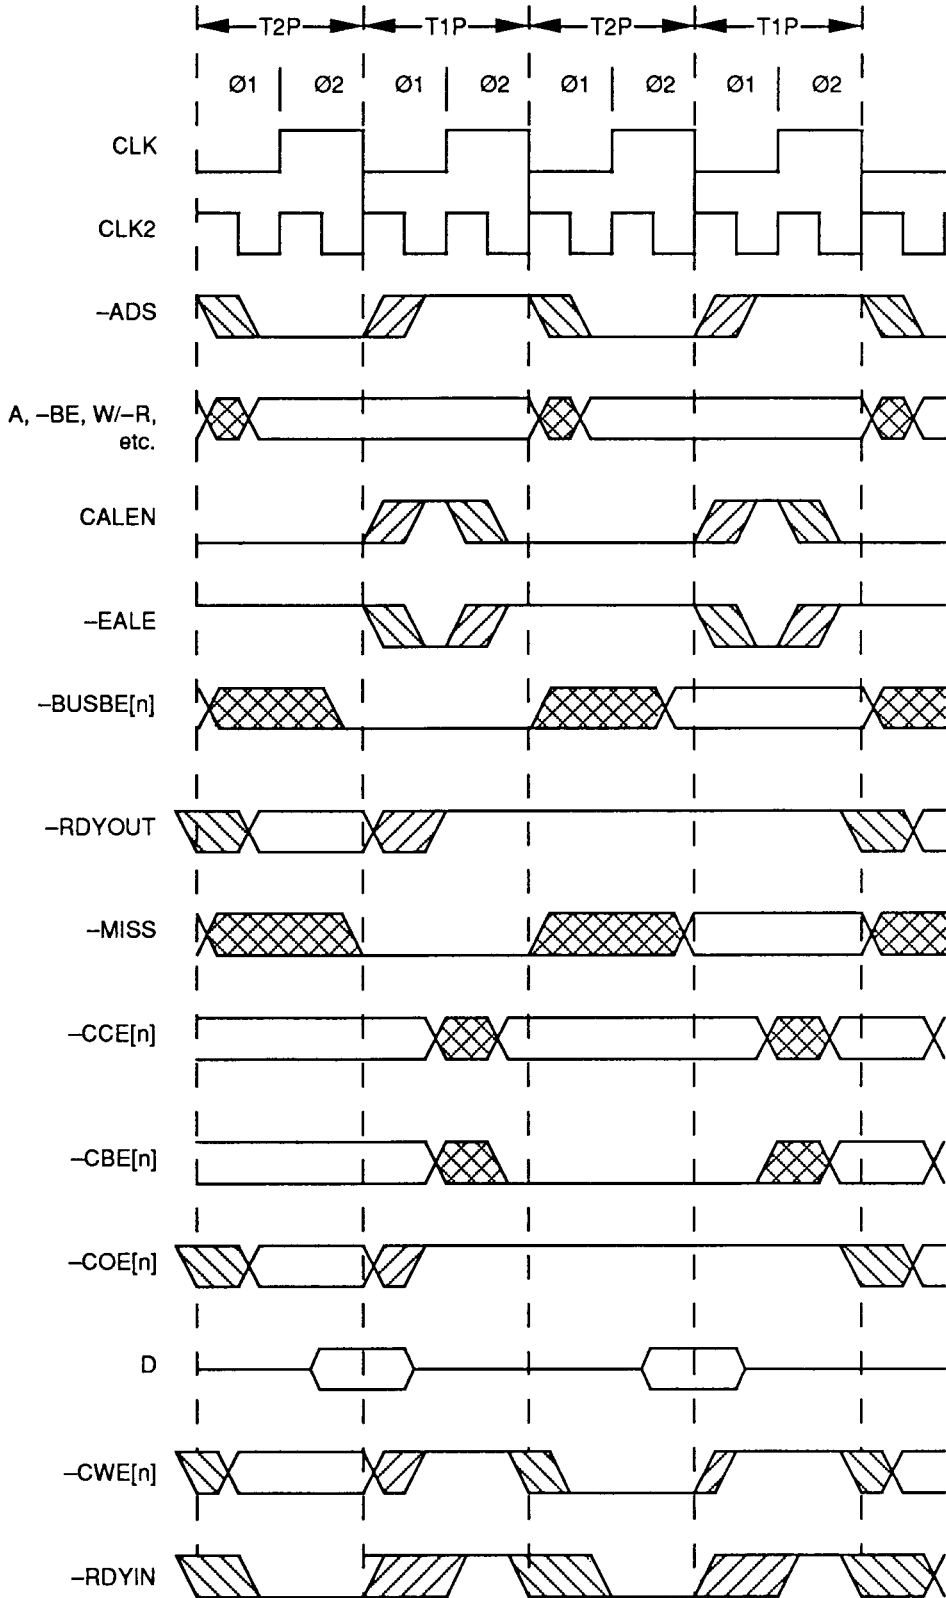 T2P T1P T2P T1P
Ø1 Ø2 Ø1 Ø2 Ø1 Ø2 Ø1 Ø2
CLK
CLK2
–ADS
A, –BE, W/–R,
etc.
CALEN
–EALE
–BUSBE[n]
–RDYOUT
–MISS
–CCE[n]
–CBE[n]
–COE[n]
D
–CWE[n]
–RDYIN